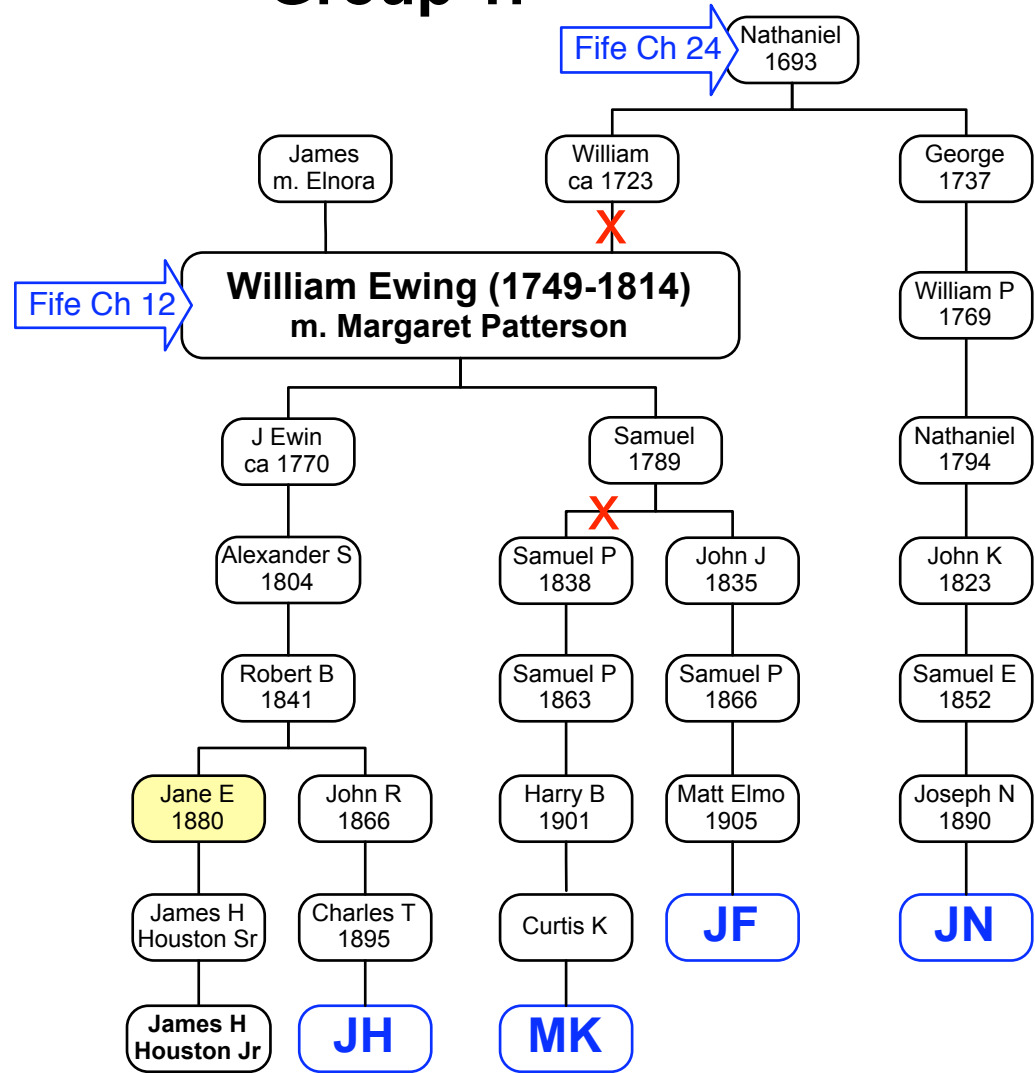 Fife Ch 24
Nathaniel
1693
James
m. Elnora
William
ca 1723
George
1737
X
Fife Ch 12
William Ewing (1749-1814)
m. Margaret Patterson
William P
1769
J Ewin
ca 1770
Samuel
1789
Nathaniel
1794
X
Alexander S
1804
Samuel P
1838
John J
1835
John K
1823
Robert B
1841
Samuel P
1863
Samuel P
1866
Samuel E
1852
Jane E
1880
John R
1866
Harry B
1901
Matt Elmo
1905
Joseph N
1890
James H
Houston Sr
Charles T
1895
Curtis K
JF
JN
James H
Houston Jr
JH
MK